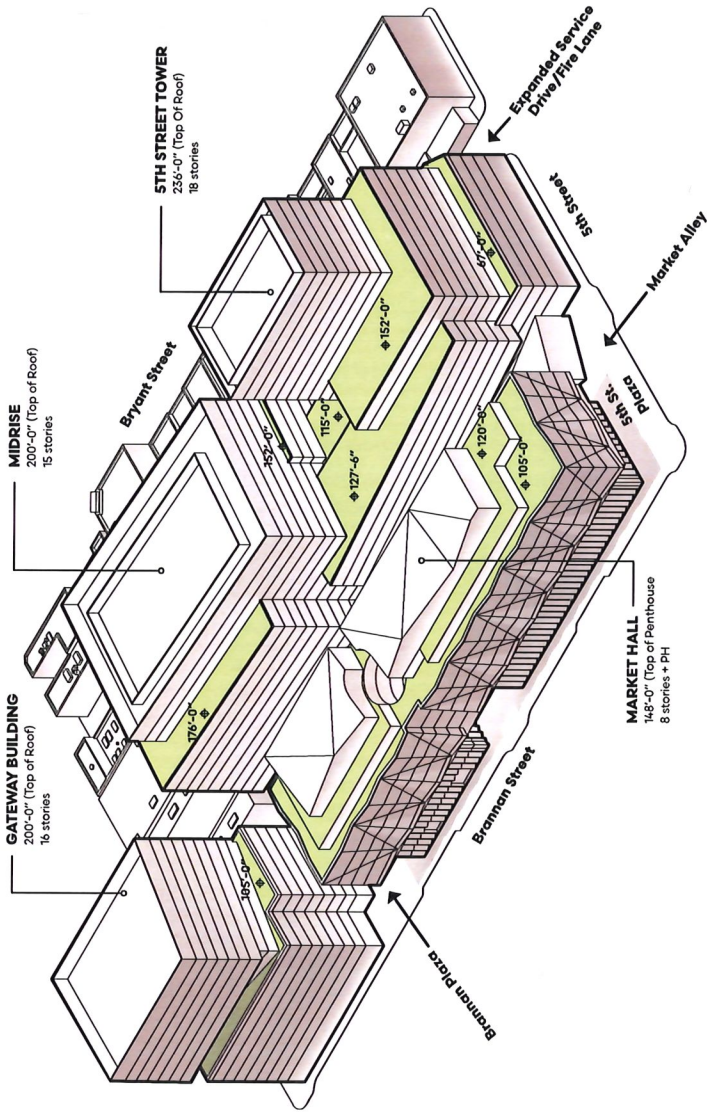 GATEWAY BUILDING
200'-0" (Top of Roof)
16 stories
MIDRISE
200'-0" (Top of Roof)
15 stories
5TH STREET TOWER
236'-0" (Top Of Roof)
18 stories
Bryant Street
176'-0"
152'-0"
115'-0"
127'-6"
152'-0"
105'-0"
67'-0"
120'-0"
105'-0"
Expanded Service
Drive/Fire Lane
5th Street
Market Alley
5th St.
Plaza
Brannan Plaza
Brannan Street
MARKET HALL
148'-0" (Top of Penthouse
8 stories + PH